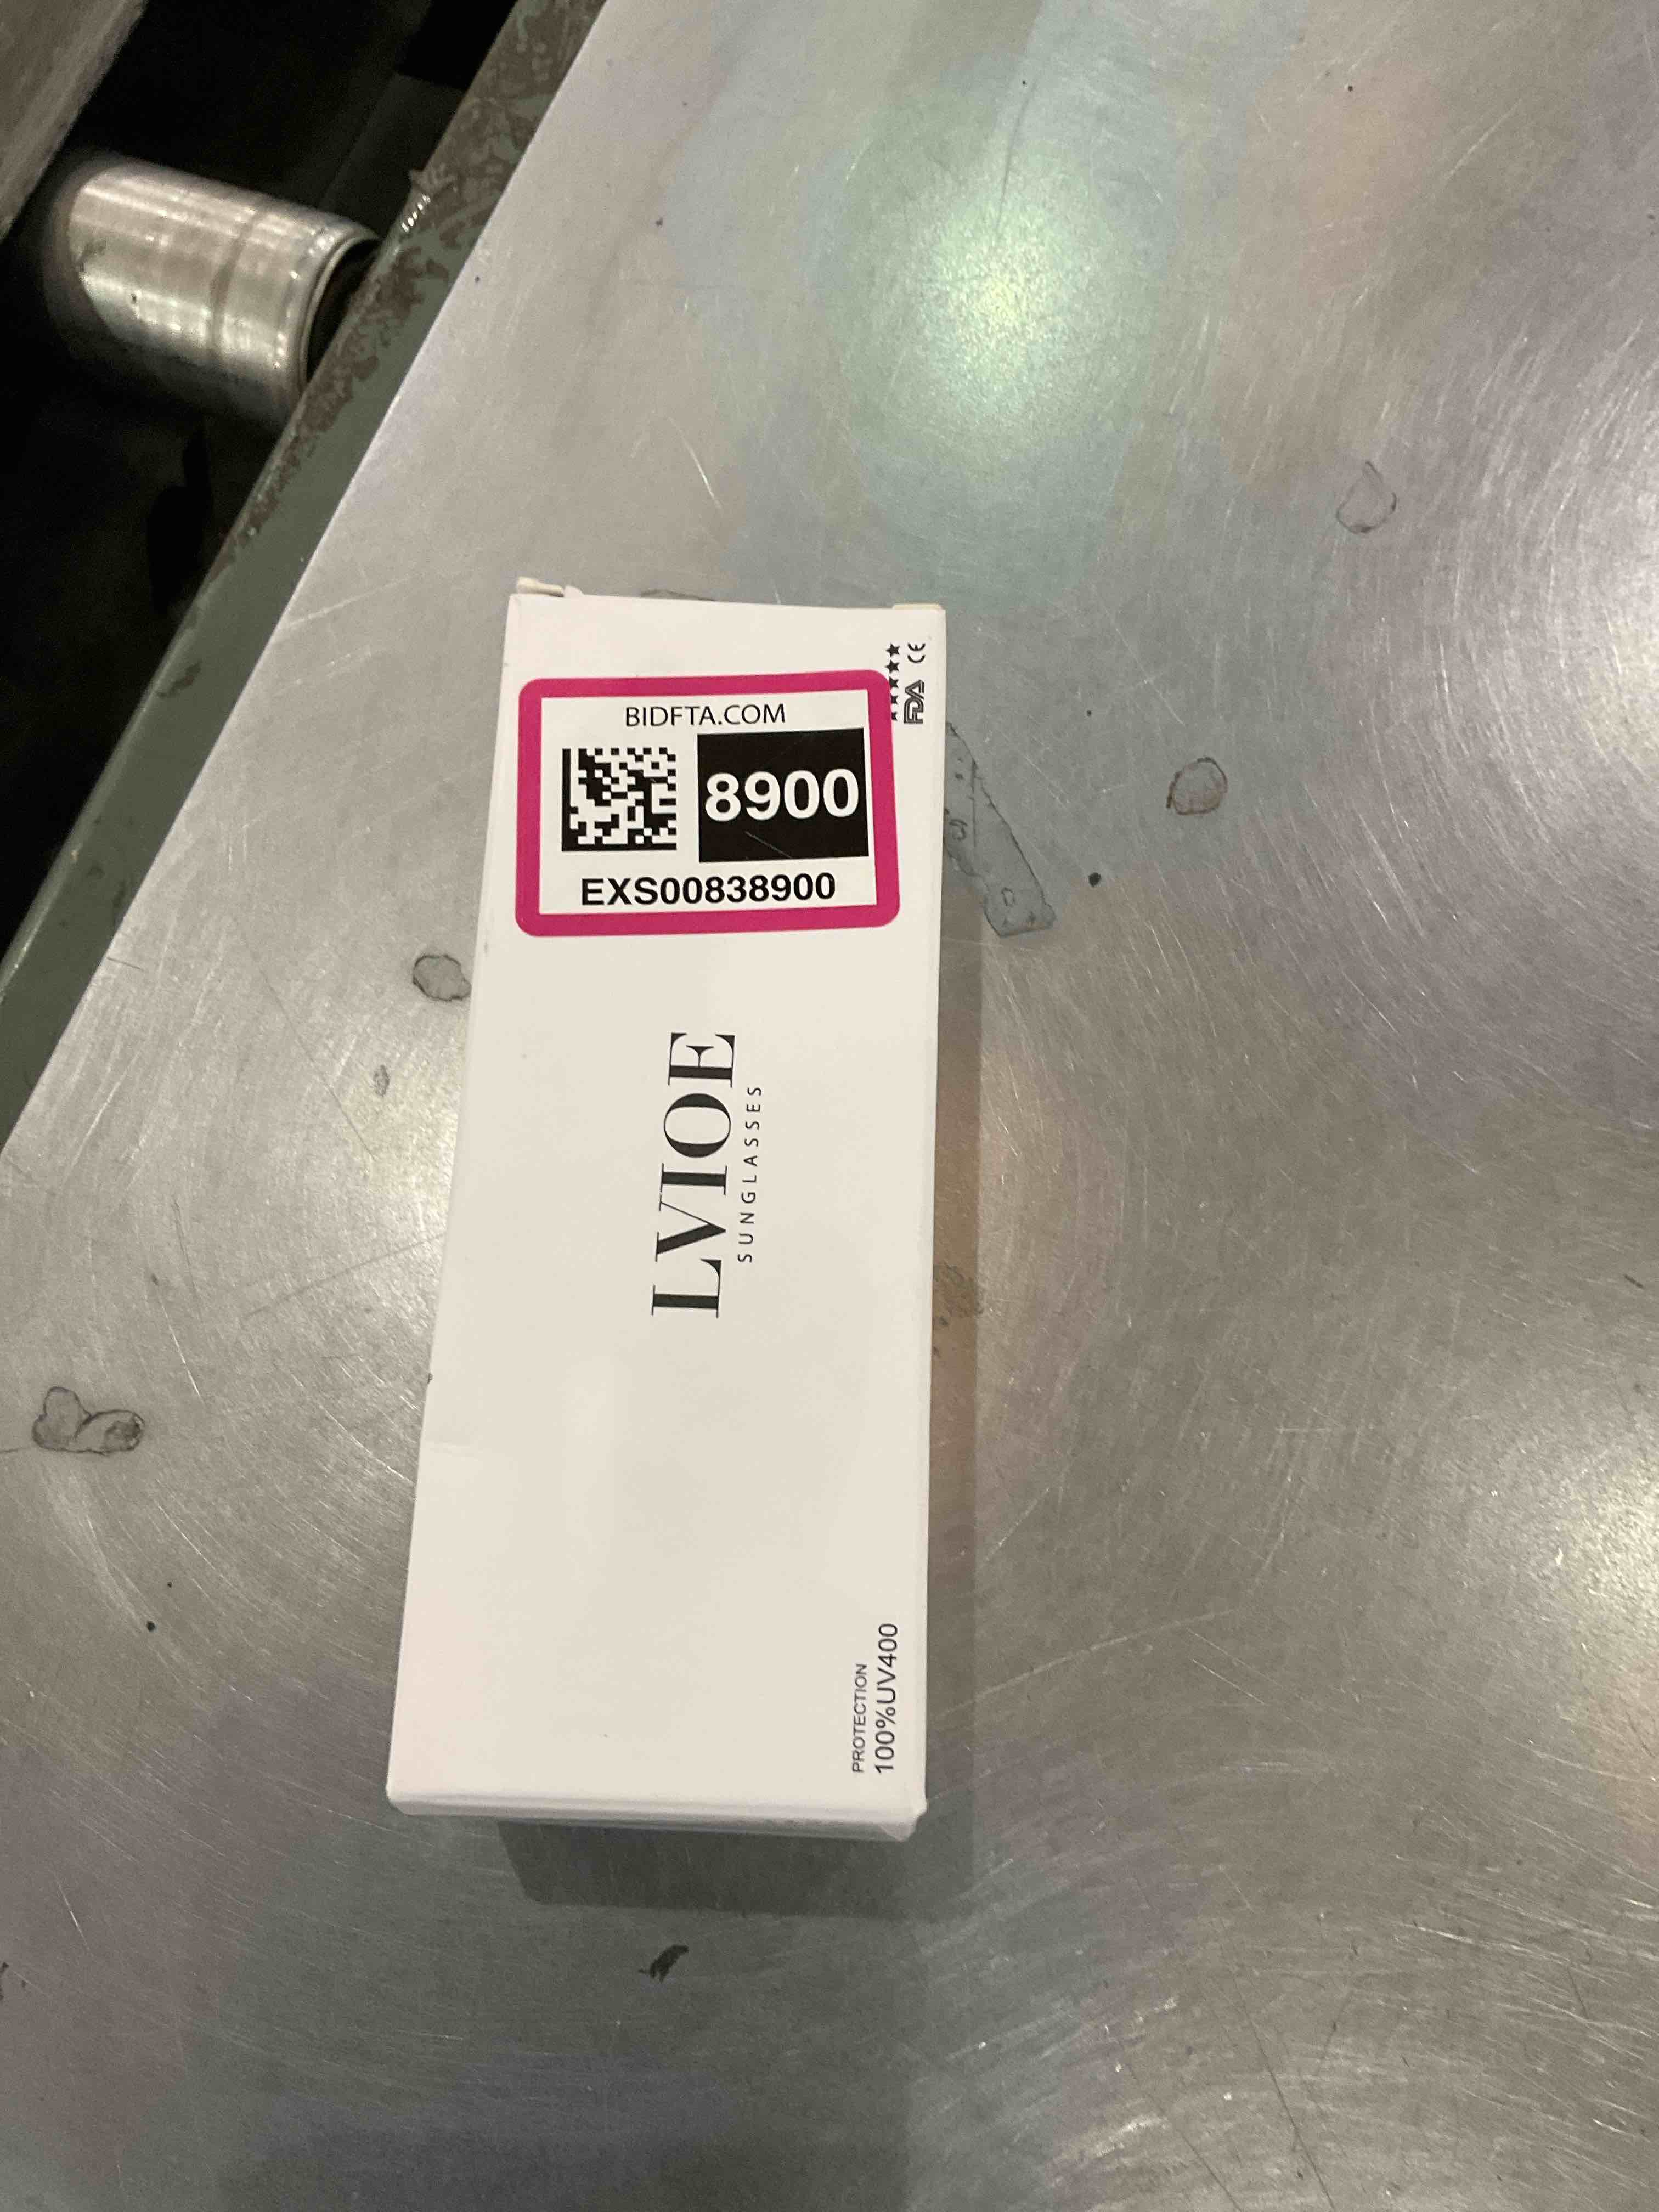 BIDFTA.COM
8900
EXS00838900
★★★★★
FDA CE
LVIOE
SUNGLASSES
PROTECTION
100%UV400